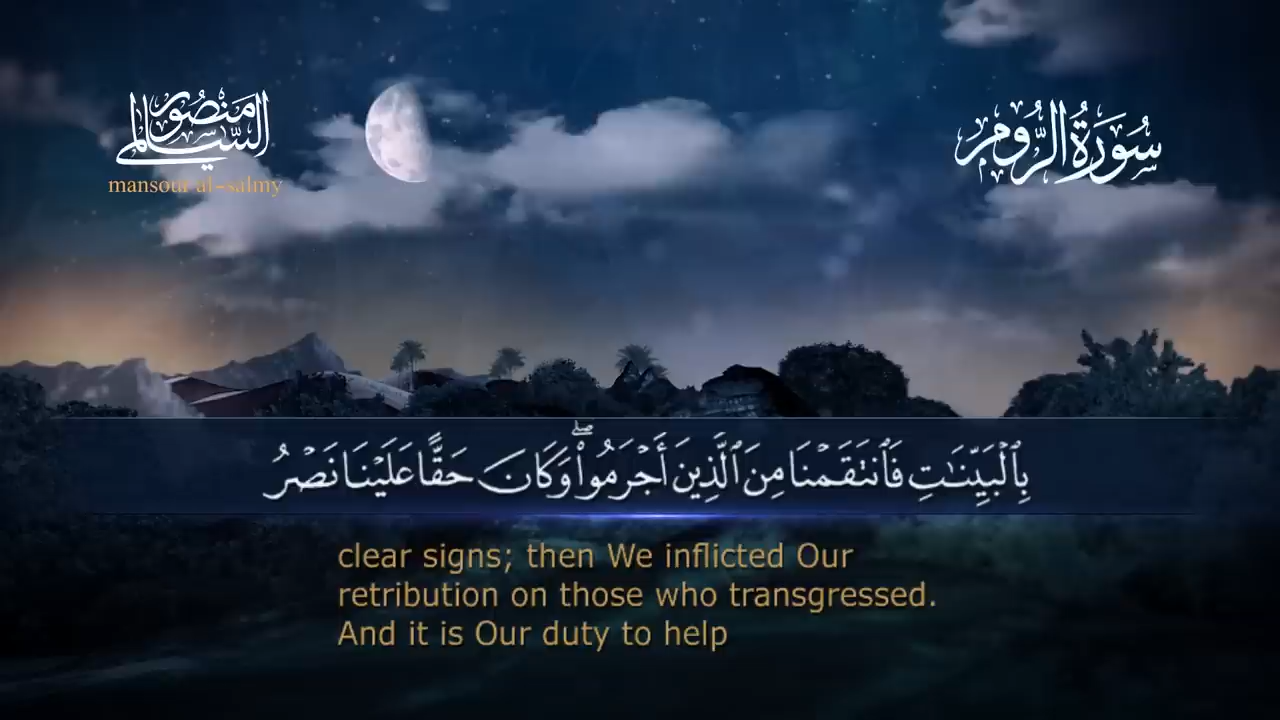 منصور
السالمي
mansour al-salmy
سُورَةُ الرُّومِ
بِٱلْبَيِّنَـٰتِ فَٱنتَقَمْنَا مِنَ ٱلَّذِينَ أَجْرَمُوا۟ ۖ وَكَانَ حَقًّا عَلَيْنَا نَصْرُ
clear signs; then We inflicted Our
retribution on those who transgressed.
And it is Our duty to help